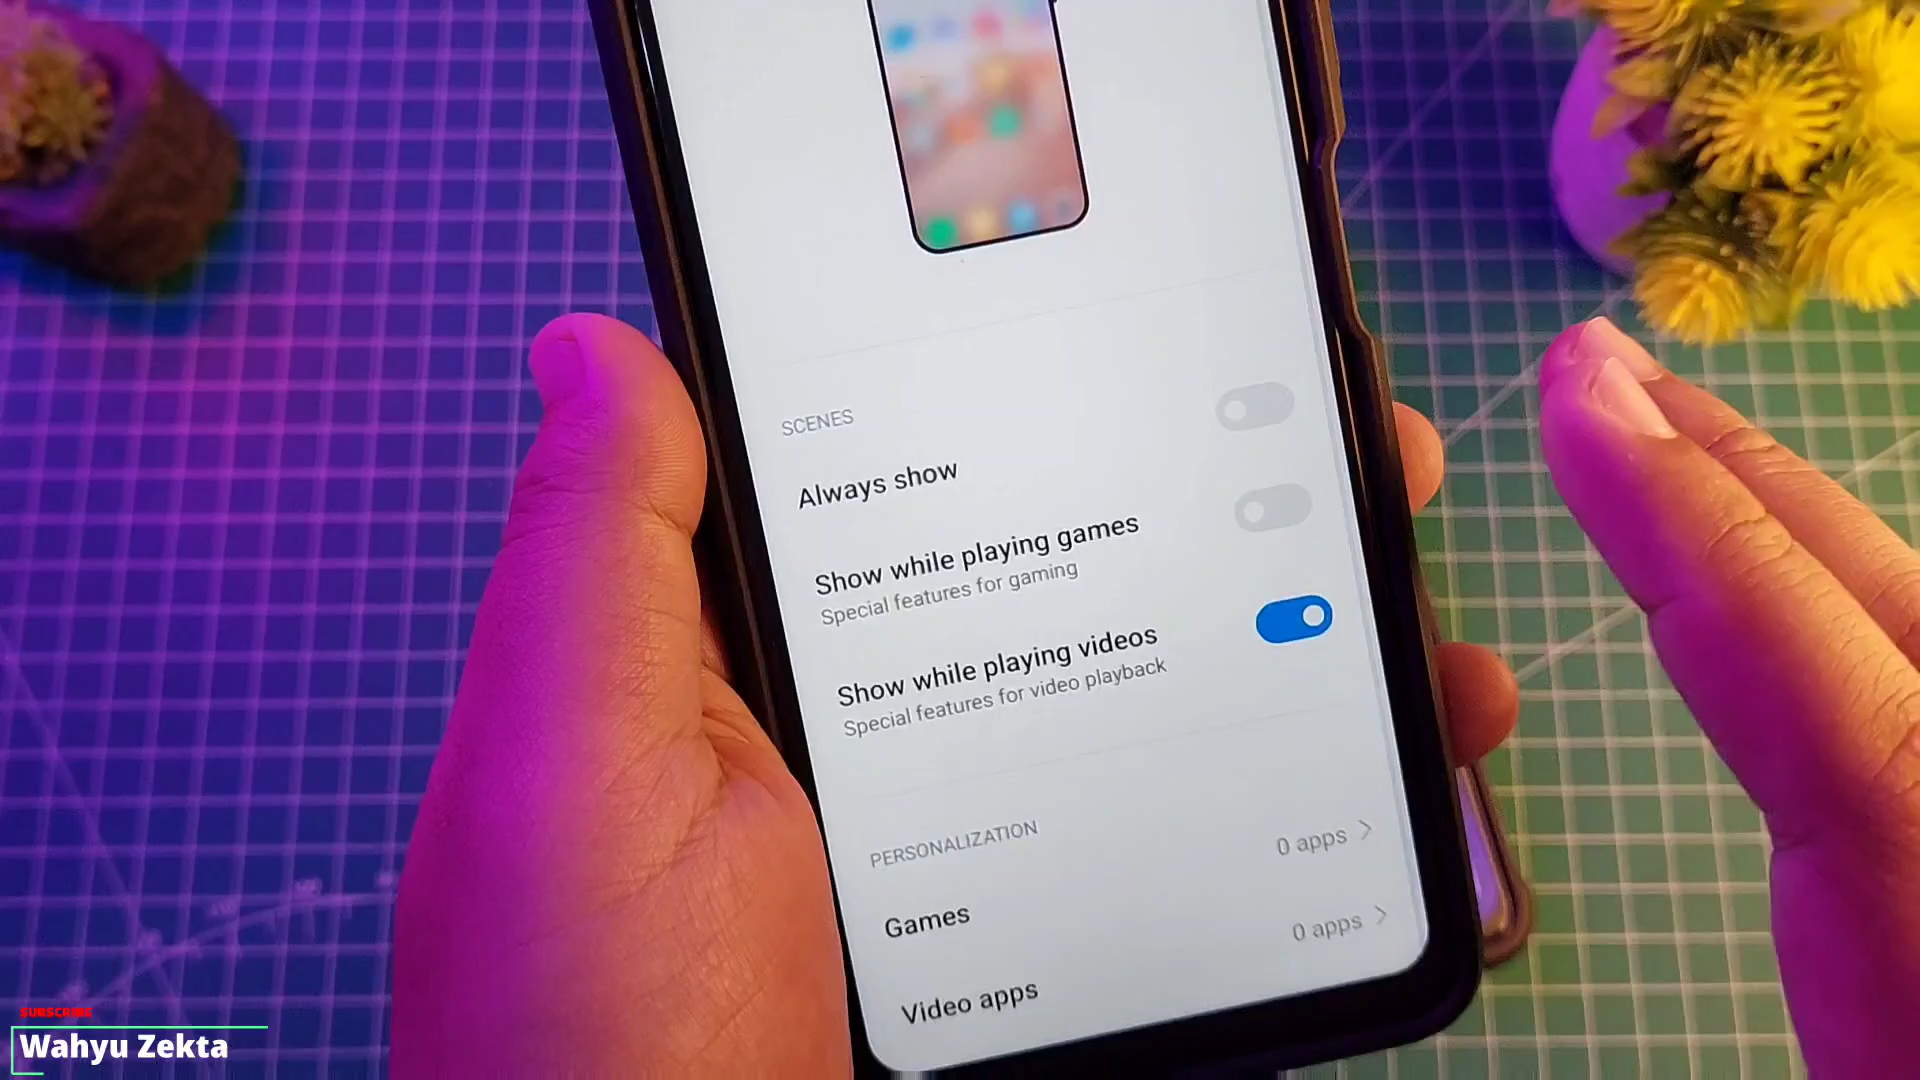 SCENES
Always show
Show while playing games
Special features for gaming
Show while playing videos
Special features for video playback
PERSONALIZATION
Games
0 apps
Video apps
0 apps
SUBSCRIBE
Wahyu Zekta